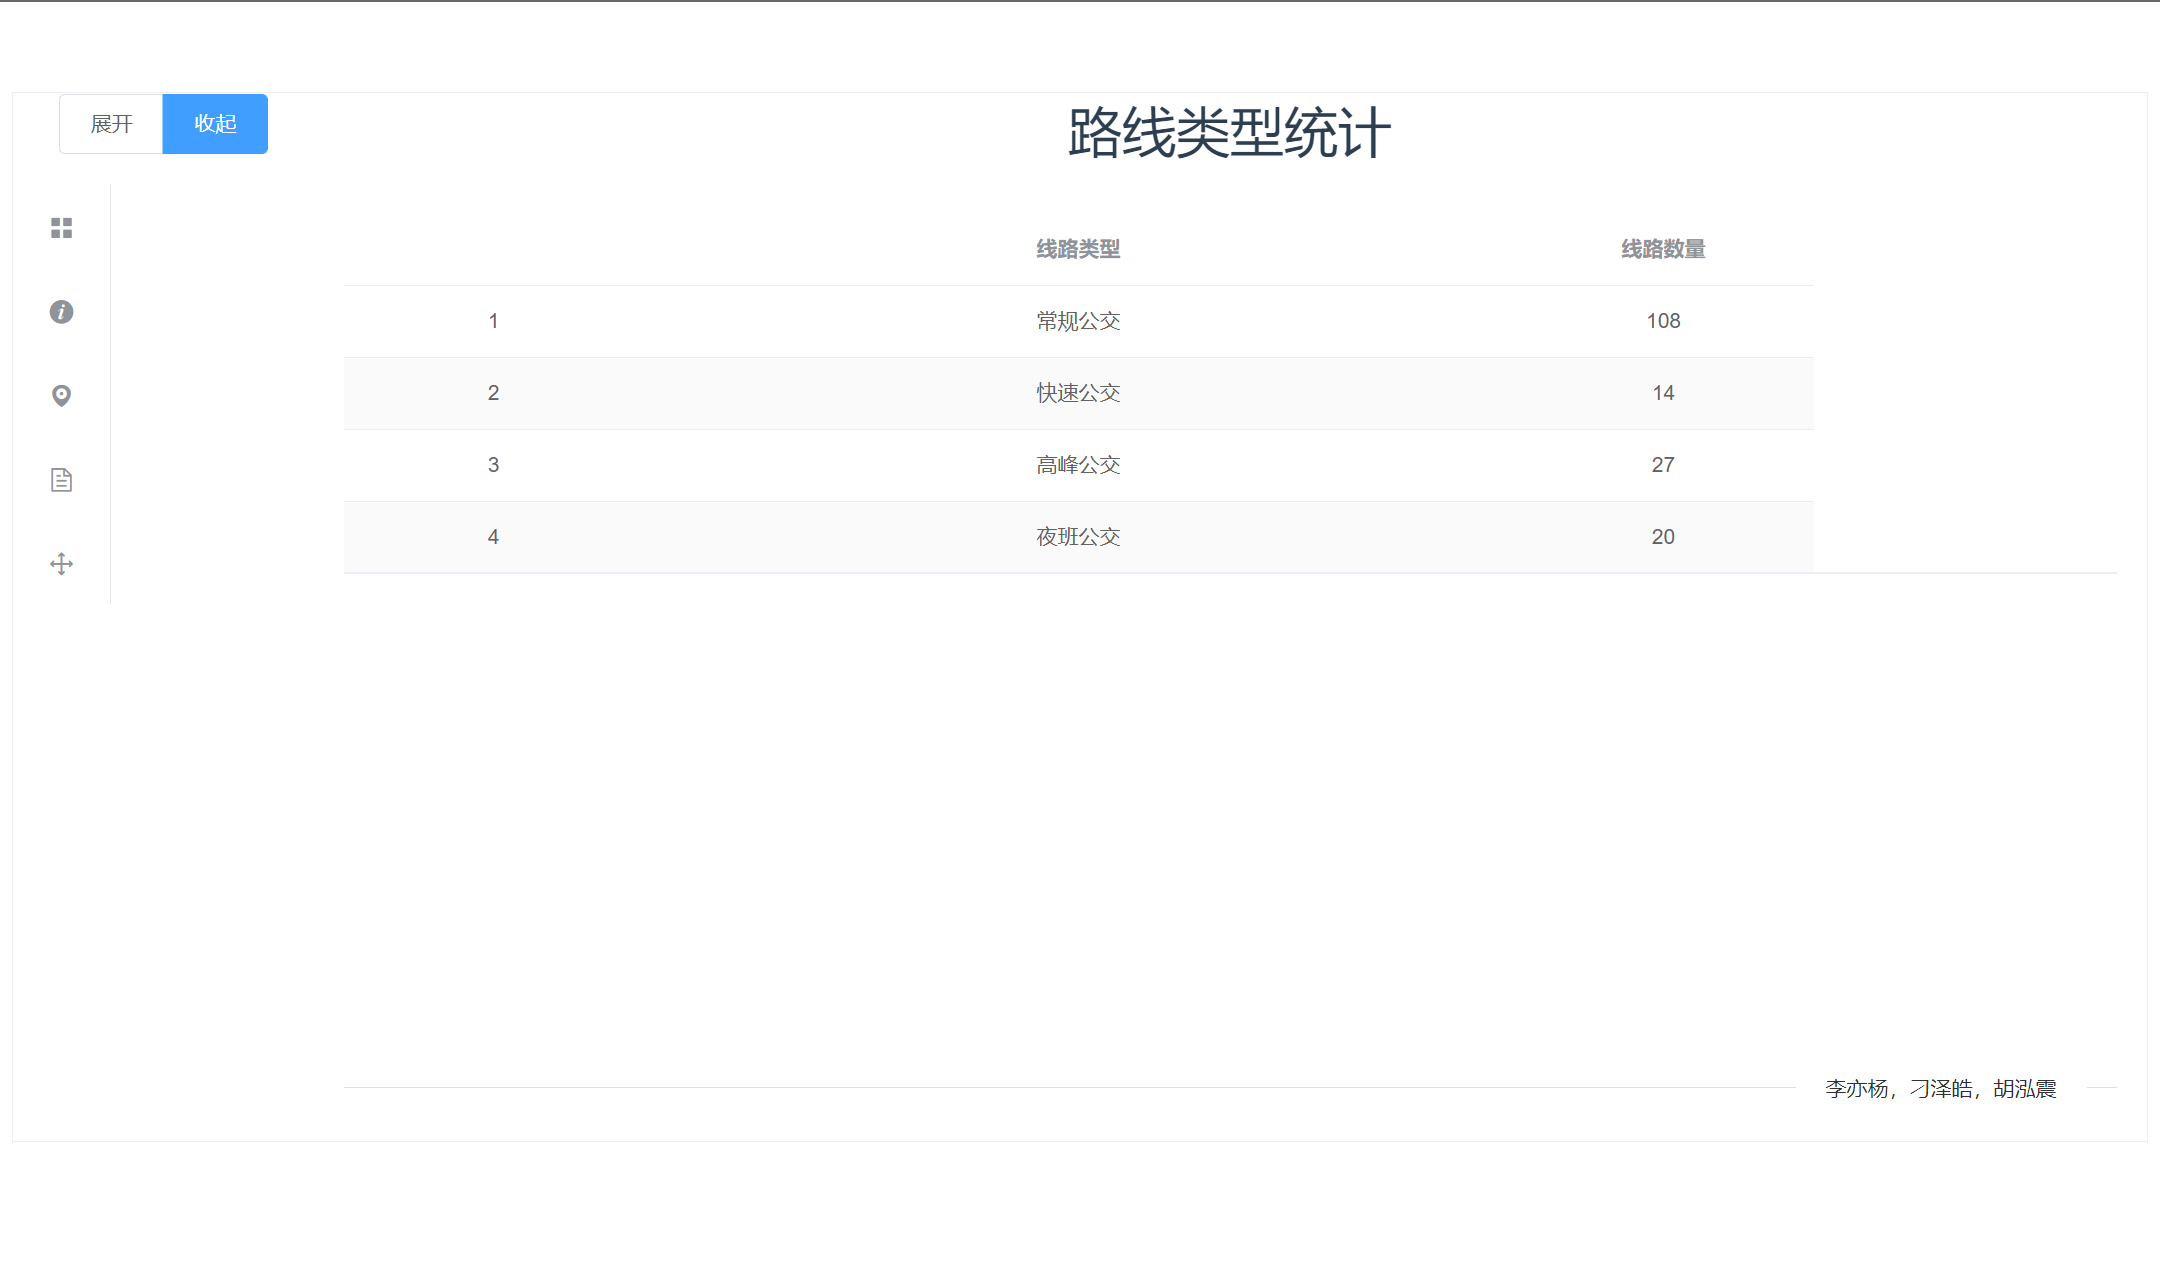 展开 收起
路线类型统计
线路类型 线路数量
1 常规公交 108
2 快速公交 14
3 高峰公交 27
4 夜班公交 20
李亦杨，刁泽皓，胡泓震